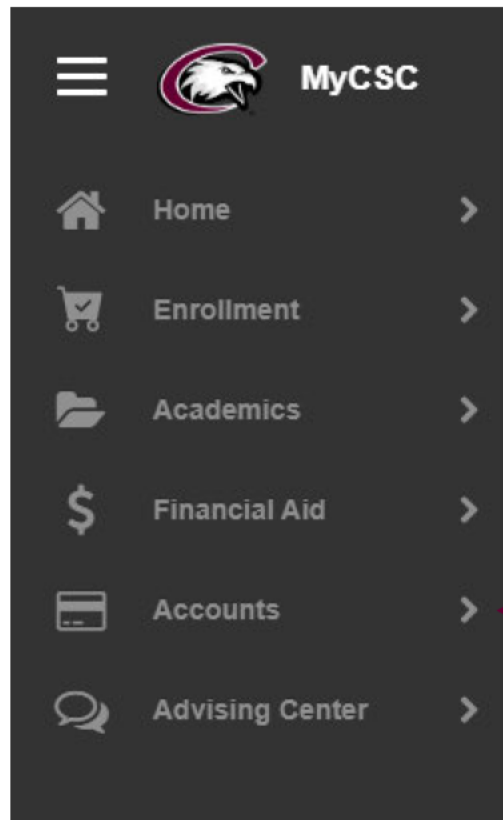 MyCSC
Home
Enrollment
Academics
Financial Aid
Accounts
Advising Center